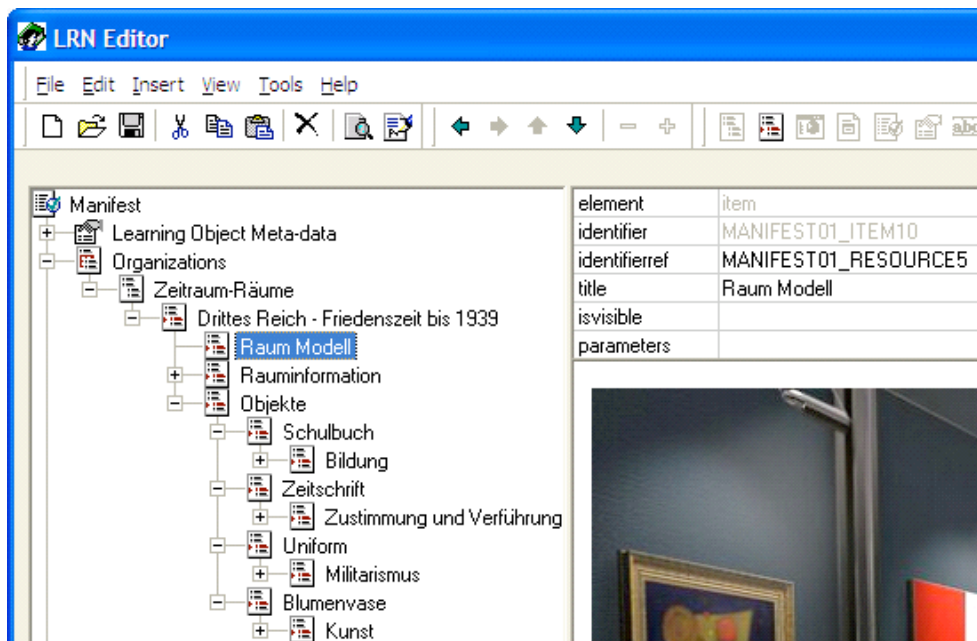 LRN Editor
File Edit Insert View Tools Help
abc
Manifest
Learning Object Meta-data
Organizations
Zeitraum-Räume
Drittes Reich - Friedenszeit bis 1939
Raum Modell
Rauminformation
Objekte
Schulbuch
Bildung
Zeitschrift
Zustimmung und Verführung
Uniform
Militarismus
Blumenvase
Kunst
element item
identifier MANIFEST01_ITEM10
identifierref MANIFEST01_RESOURCE5
title Raum Modell
isvisible
parameters